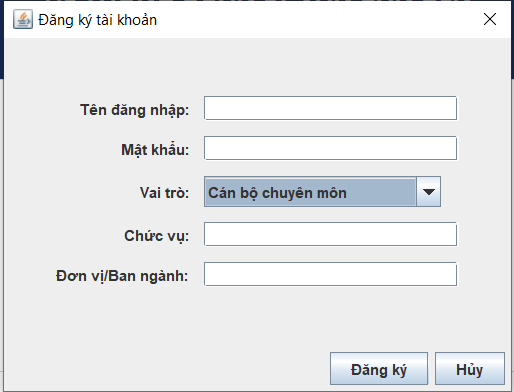 Đăng ký tài khoản
Tên đăng nhập:
Mật khẩu:
Vai trò: Cán bộ chuyên môn
Chức vụ:
Đơn vị/Ban ngành:
Đăng ký Hủy